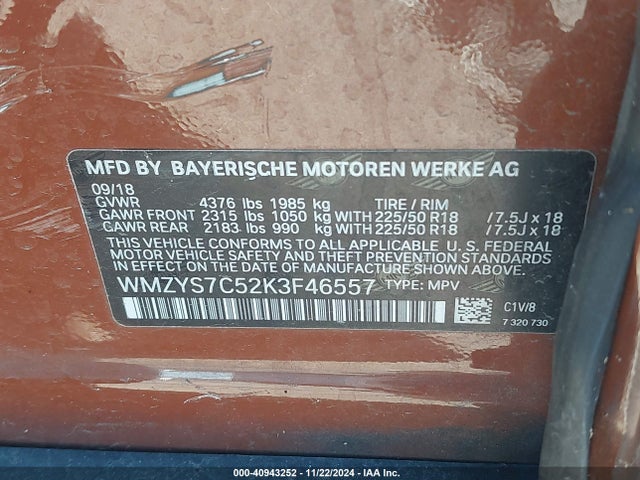 MFD BY BAYERISCHE MOTOREN WERKE AG
09/18
GVWR 4376 lbs 1985 kg TIRE / RIM
GAWR FRONT 2315 lbs 1050 kg WITH 225/50 R18 / 7.5J x 18
GAWR REAR 2183 lbs 990 kg WITH 225/50 R18 / 7.5J x 18
THIS VEHICLE CONFORMS TO ALL APPLICABLE U. S. FEDERAL
MOTOR VEHICLE SAFETY AND THEFT PREVENTION STANDARDS
IN EFFECT ON THE DATE OF MANUFACTURE SHOWN ABOVE.
WMZYS7C52K3F46557 TYPE: MPV
C1V/8
7 320 730
000-40943252 - 11/22/2024 - IAA Inc.